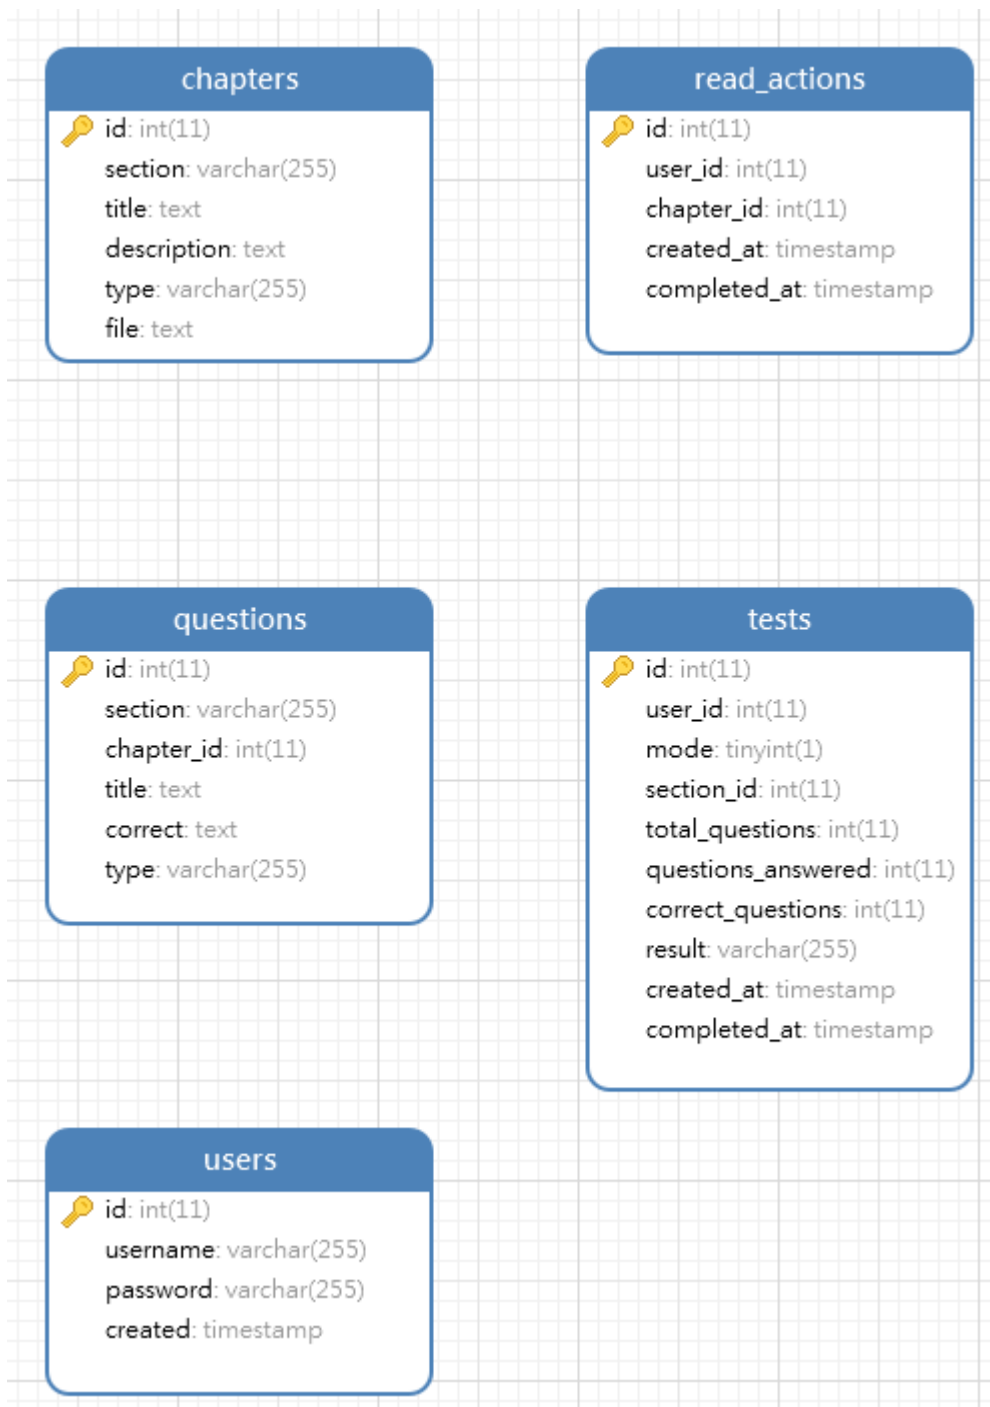 chapters
id: int(11)
section: varchar(255)
title: text
description: text
type: varchar(255)
file: text
read_actions
id: int(11)
user_id: int(11)
chapter_id: int(11)
created_at: timestamp
completed_at: timestamp
questions
id: int(11)
section: varchar(255)
chapter_id: int(11)
title: text
correct: text
type: varchar(255)
tests
id: int(11)
user_id: int(11)
mode: tinyint(1)
section_id: int(11)
total_questions: int(11)
questions_answered: int(11)
correct_questions: int(11)
result: varchar(255)
created_at: timestamp
completed_at: timestamp
users
id: int(11)
username: varchar(255)
password: varchar(255)
created: timestamp